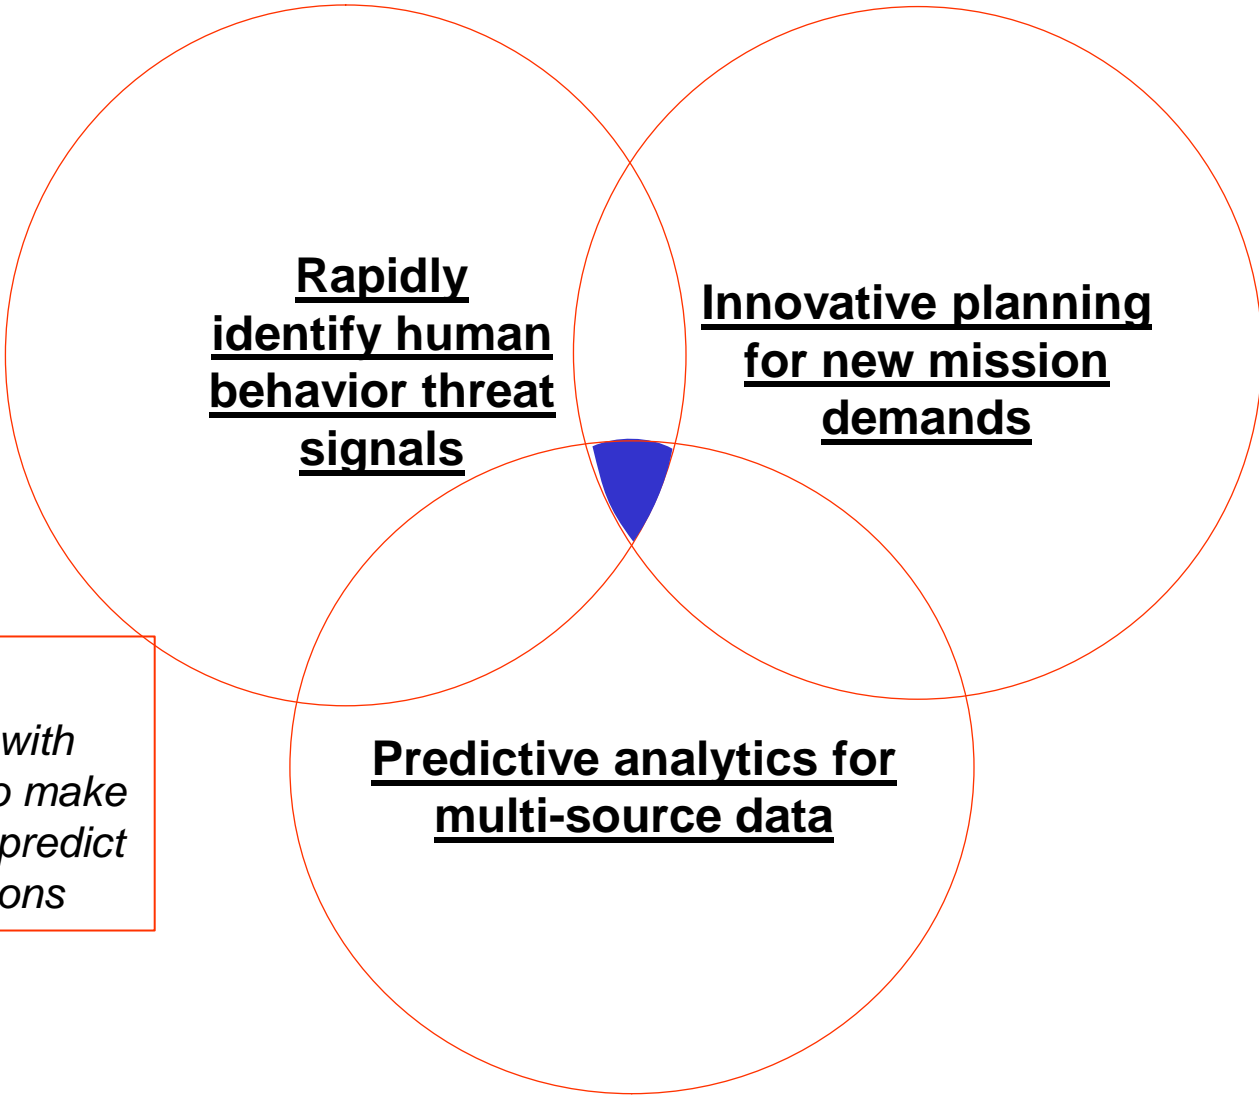 Rapidly
identify human
behavior threat
signals
Innovative planning
for new mission
demands
Predictive analytics for
multi-source data
with
make
predict